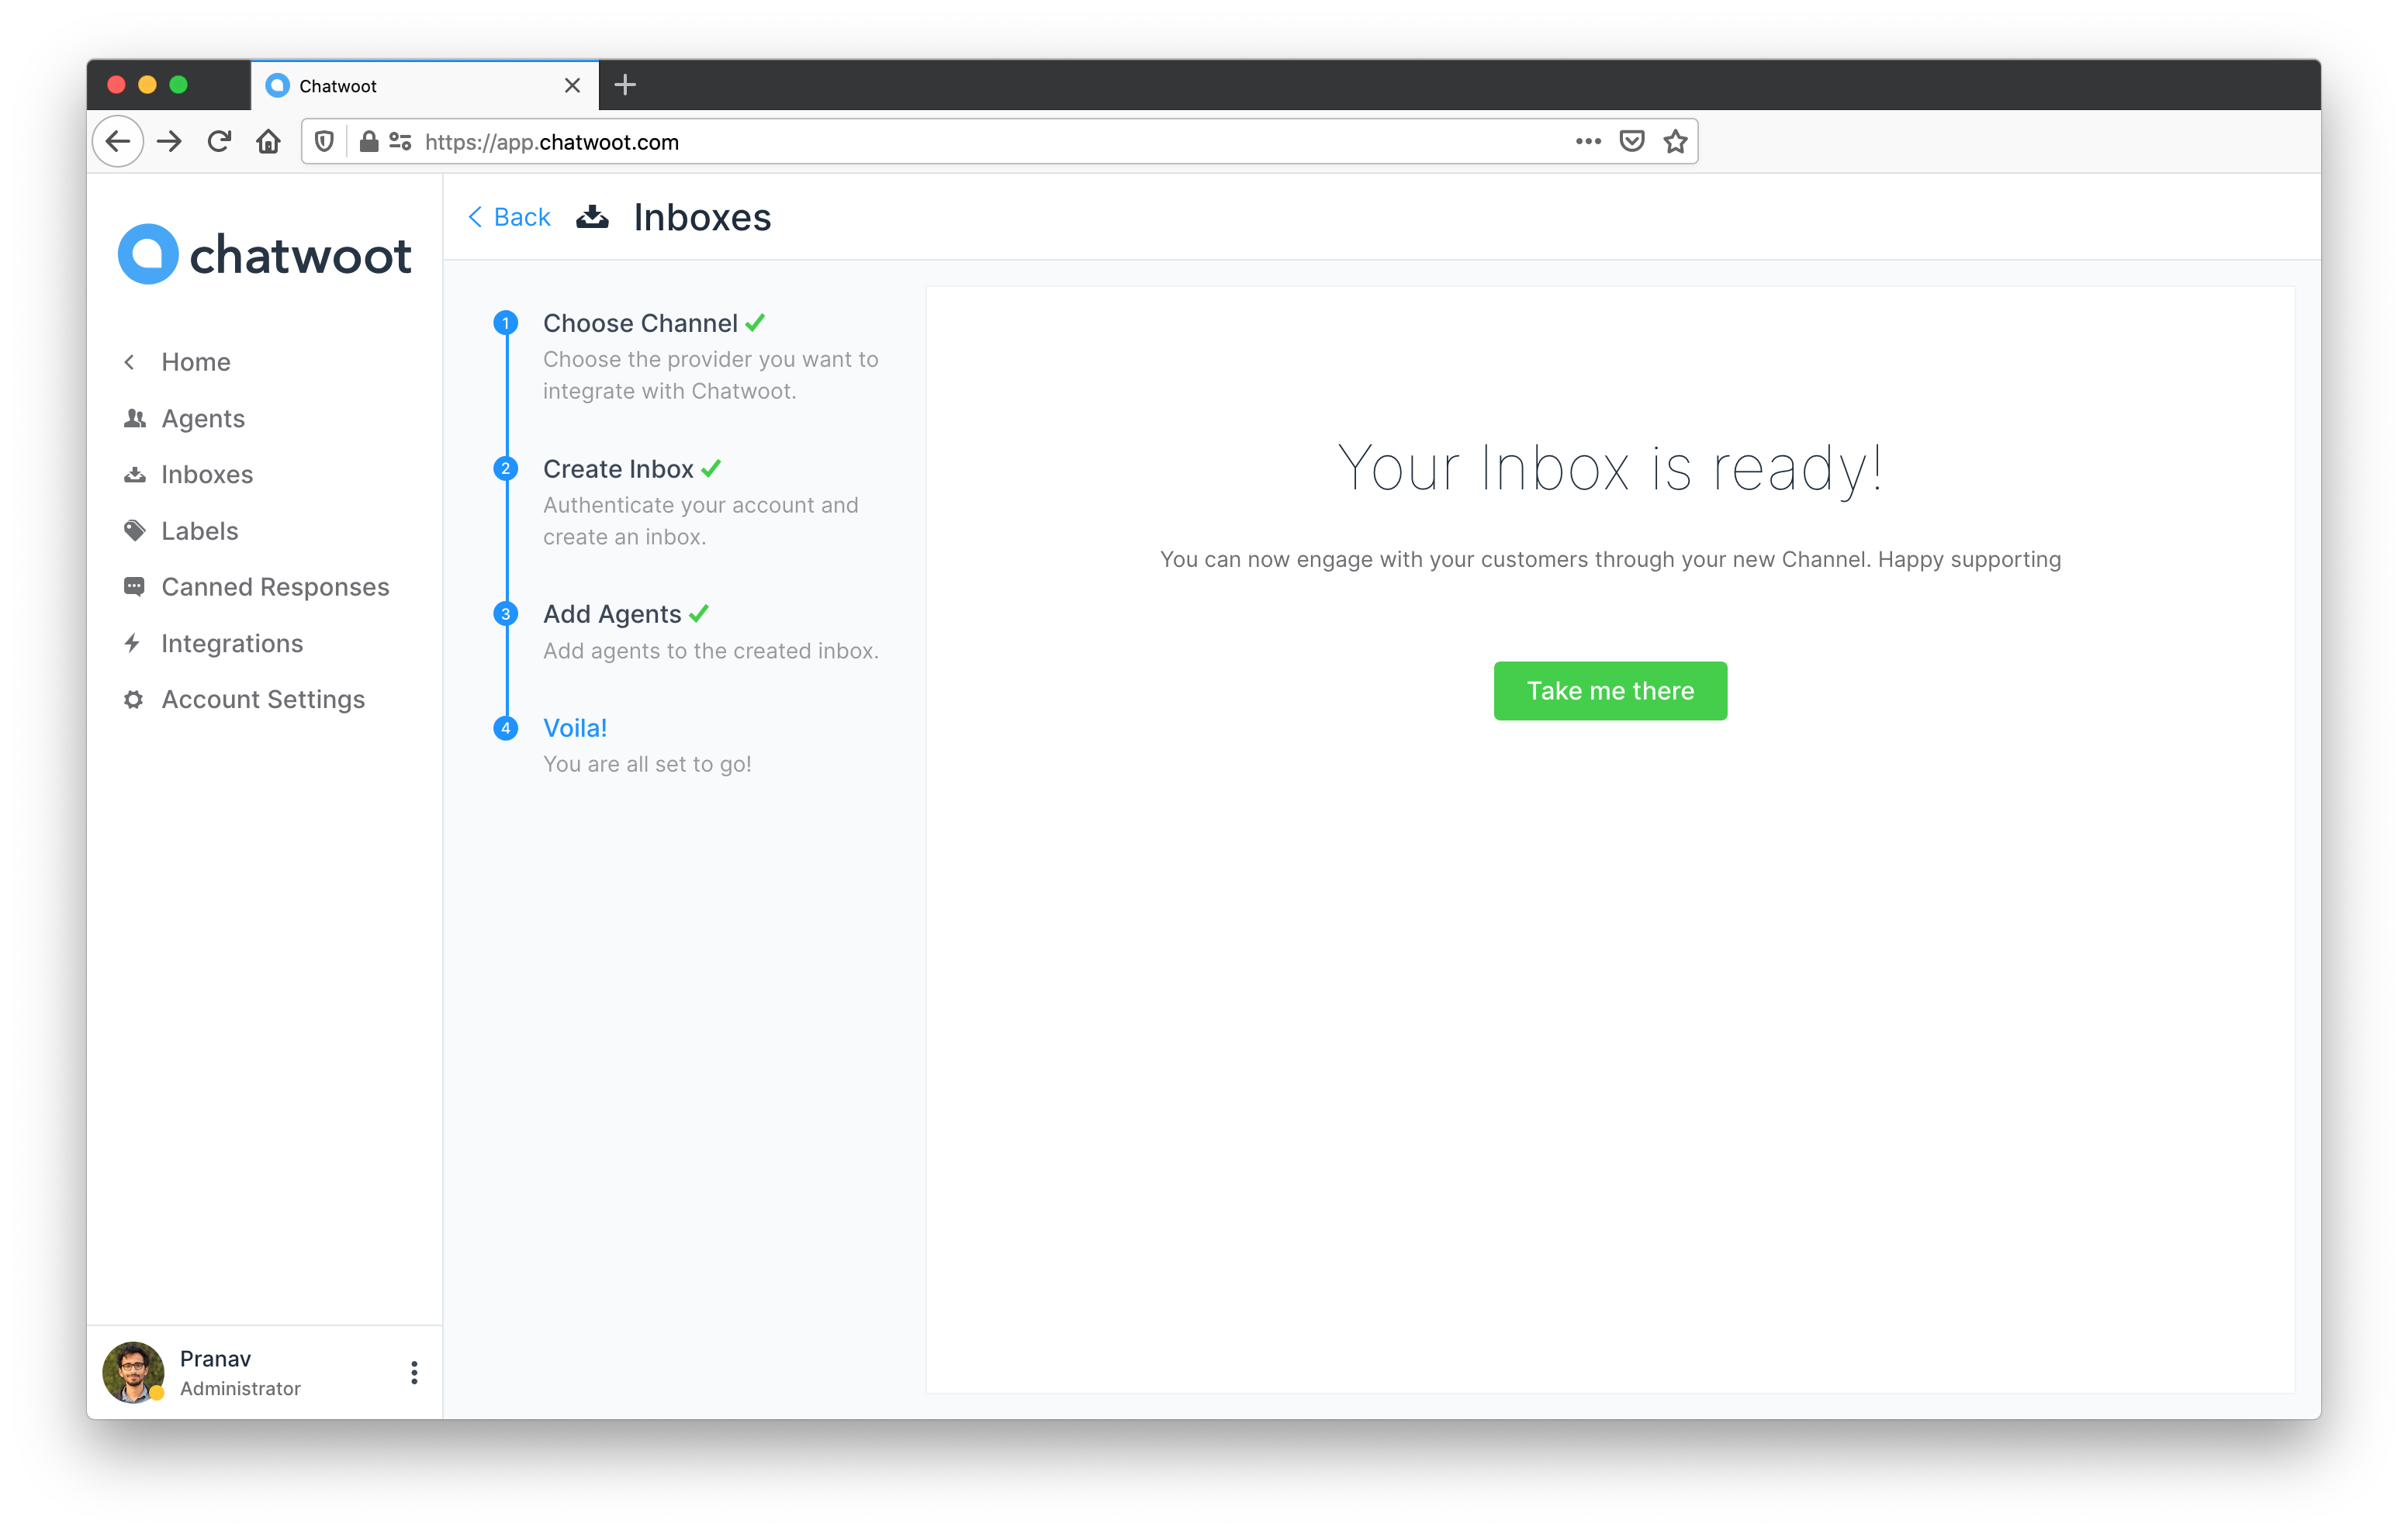 Chatwoot
https://app.chatwoot.com
chatwoot
Home
Agents
Inboxes
Labels
Canned Responses
Integrations
Account Settings
Pranav
Administrator
Back
Inboxes
1
Choose Channel
Choose the provider you want to
integrate with Chatwoot.
2
Create Inbox
Authenticate your account and
create an inbox.
3
Add Agents
Add agents to the created inbox.
4
Voila!
You are all set to go!
Your Inbox is ready!
You can now engage with your customers through your new Channel. Happy supporting
Take me there